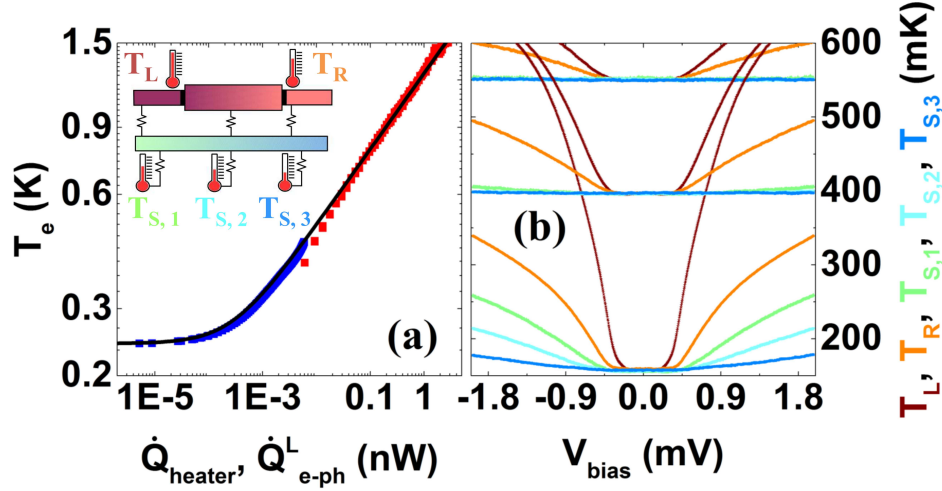 1.5
0.9
0.6
0.3
0.2
T_e (K)
T_L
T_R
T_S,1
T_S,2
T_S,3
(a)
1E-5
1E-3
0.1
10
Q̇_heater, Q̇^L_e-ph (nW)
(b)
-1.8
-0.9
0.0
0.9
1.8
V_bias (mV)
600
500
400
300
200
T_L, T_R, T_S,1, T_S,2, T_S,3 (mK)